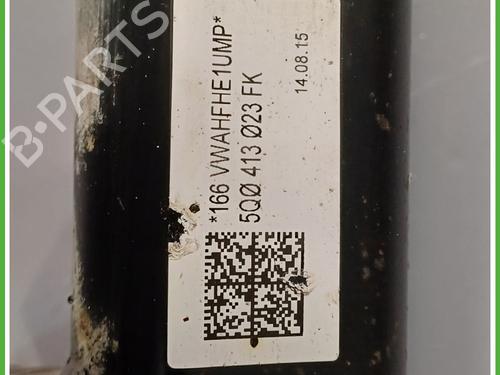 *166 VWAHFHE1UMP*
5QØ 413 Ø23 FK
14.08.15
B-PARTS